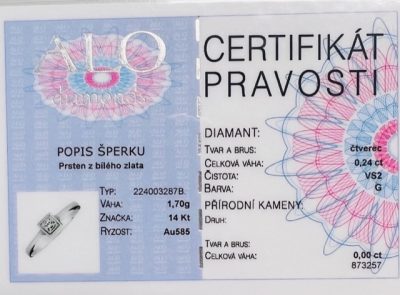 ALO
diamonds
POPIS ŠPERKU
Prsten z bílého zlata
TYP: 224003287B.
VÁHA: 1,70g
ZNAČKA: 14 Kt
RYZOST: Au585
CERTIFIKÁT
PRAVOSTI
DIAMANT:
TVAR A BRUS: čtverec
CELKOVÁ VÁHA: 0,24 ct
ČISTOTA: VS2
BARVA: G
PŘÍRODNÍ KAMENY:
DRUH:
TVAR A BRUS:
CELKOVÁ VÁHA: 0,00 ct
873257